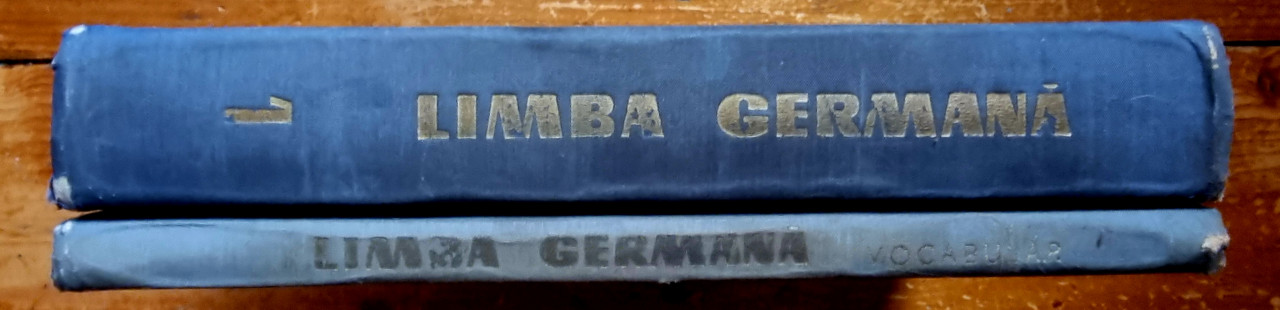 1 LIMBA GERMANĂ
LIMBA GERMANĂ VOCABULAR